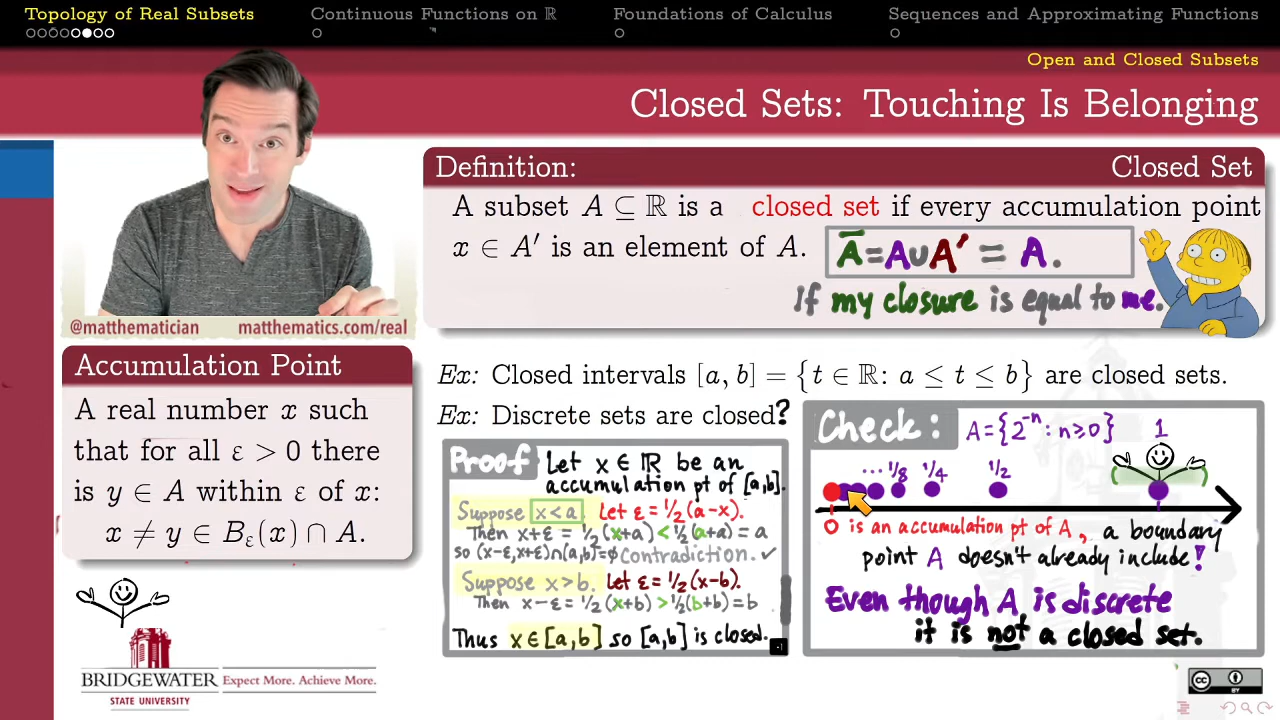 Topology of Real Subsets
Continuous Functions on ℝ
Foundations of Calculus
Sequences and Approximating Functions
Open and Closed Subsets
Closed Sets: Touching Is Belonging
Definition:
Closed Set
A subset A ⊆ ℝ is a closed set if every accumulation point
x ∈ A′ is an element of A.
A̅ = A ∪ A′ = A.
If my closure is equal to me.
@matthematician
matthematics.com/real
Accumulation Point
A real number x such
that for all ε > 0 there
is y ∈ A within ε of x:
x ≠ y ∈ Bε(x) ∩ A.
BRIDGEWATER
STATE UNIVERSITY
Expect More. Achieve More.
Ex: Closed intervals [a, b] = {t ∈ ℝ: a ≤ t ≤ b} are closed sets.
Ex: Discrete sets are closed?
Proof
Let x ∈ ℝ be an
accumulation pt of [a,b].
Suppose x<a. Let ε = 1/2(a-x).
Then x+ε = 1/2(x+a) < 1/2(a+a) = a
so (x-ε,x+ε)∩(a,b)=∅ contradiction. ✓
Suppose x>b. Let ε = 1/2(x-b).
Then x-ε = 1/2(x+b) > 1/2(b+b) = b
Thus x ∈ [a,b] so [a,b] is closed.
Check:
A={2⁻ⁿ: n≥0}
1
... 1/8 1/4 1/2
0 is an accumulation pt of A, a boundary
point A doesn't already include!
Even though A is discrete
it is not a closed set.
CC
BY